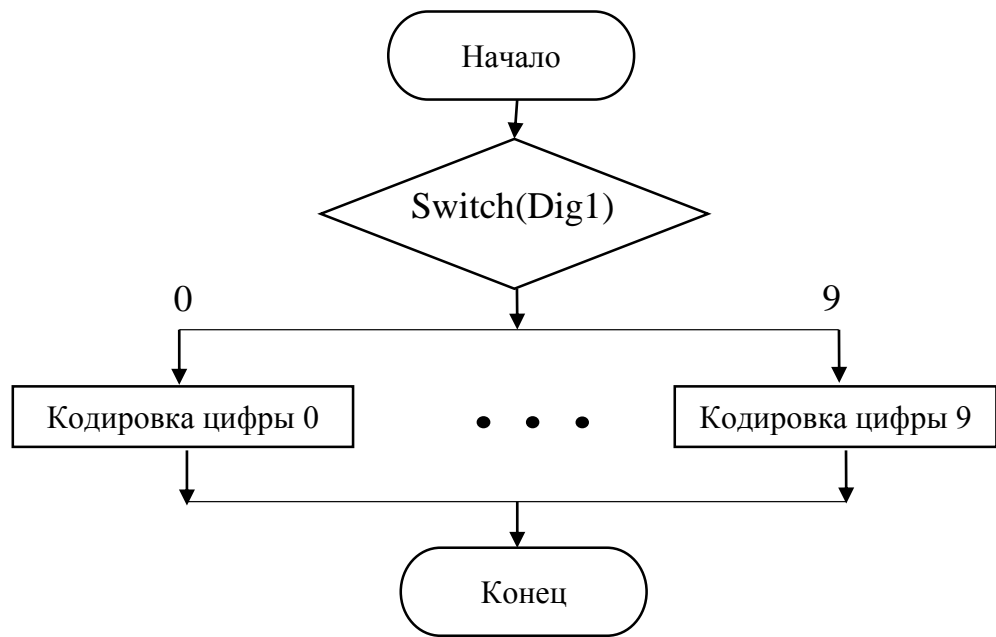 Начало
Switch(Dig1)
0
9
Кодировка цифры 0
Кодировка цифры 9
Конец